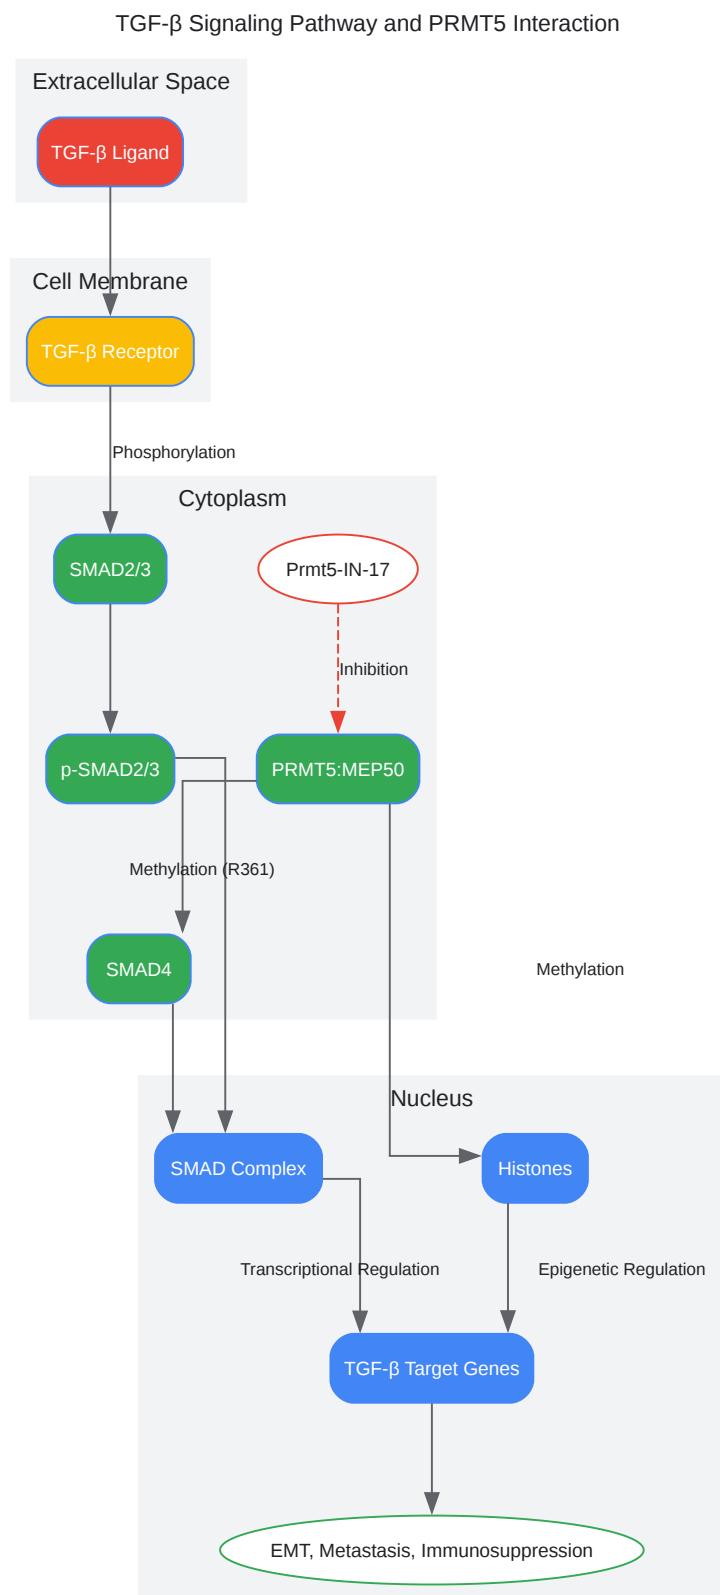 TGF-β Signaling Pathway and PRMT5 Interaction
Extracellular Space
TGF-β Ligand
Cell Membrane
TGF-β Receptor
Phosphorylation
Cytoplasm
SMAD2/3
Prmt5-IN-17
Inhibition
p-SMAD2/3
PRMT5:MEP50
Methylation (R361)
SMAD4
Methylation
Nucleus
SMAD Complex
Histones
Transcriptional Regulation
Epigenetic Regulation
TGF-β Target Genes
EMT, Metastasis, Immunosuppression